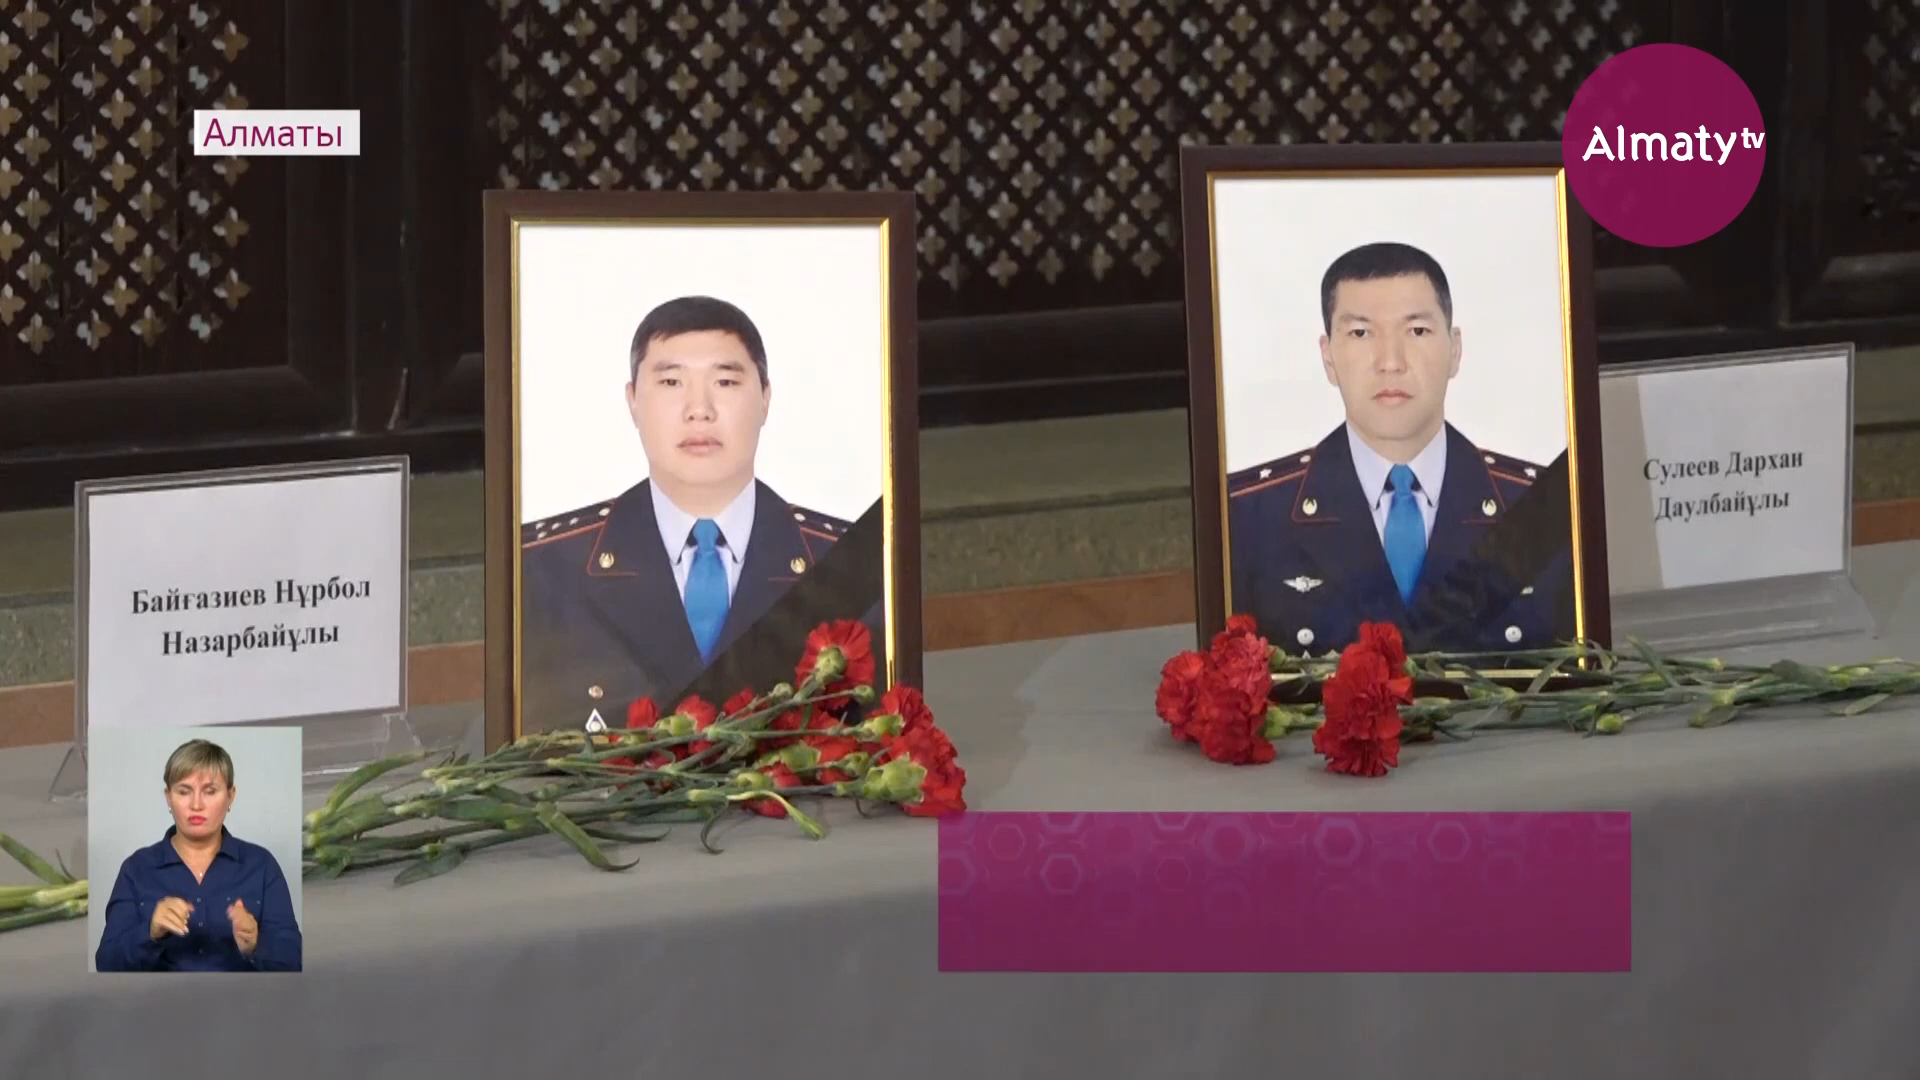 Алматы
Almaty tv
Байғазиев Нұрбол
Назарбайұлы
Сулеев Дархан
Даулбайұлы